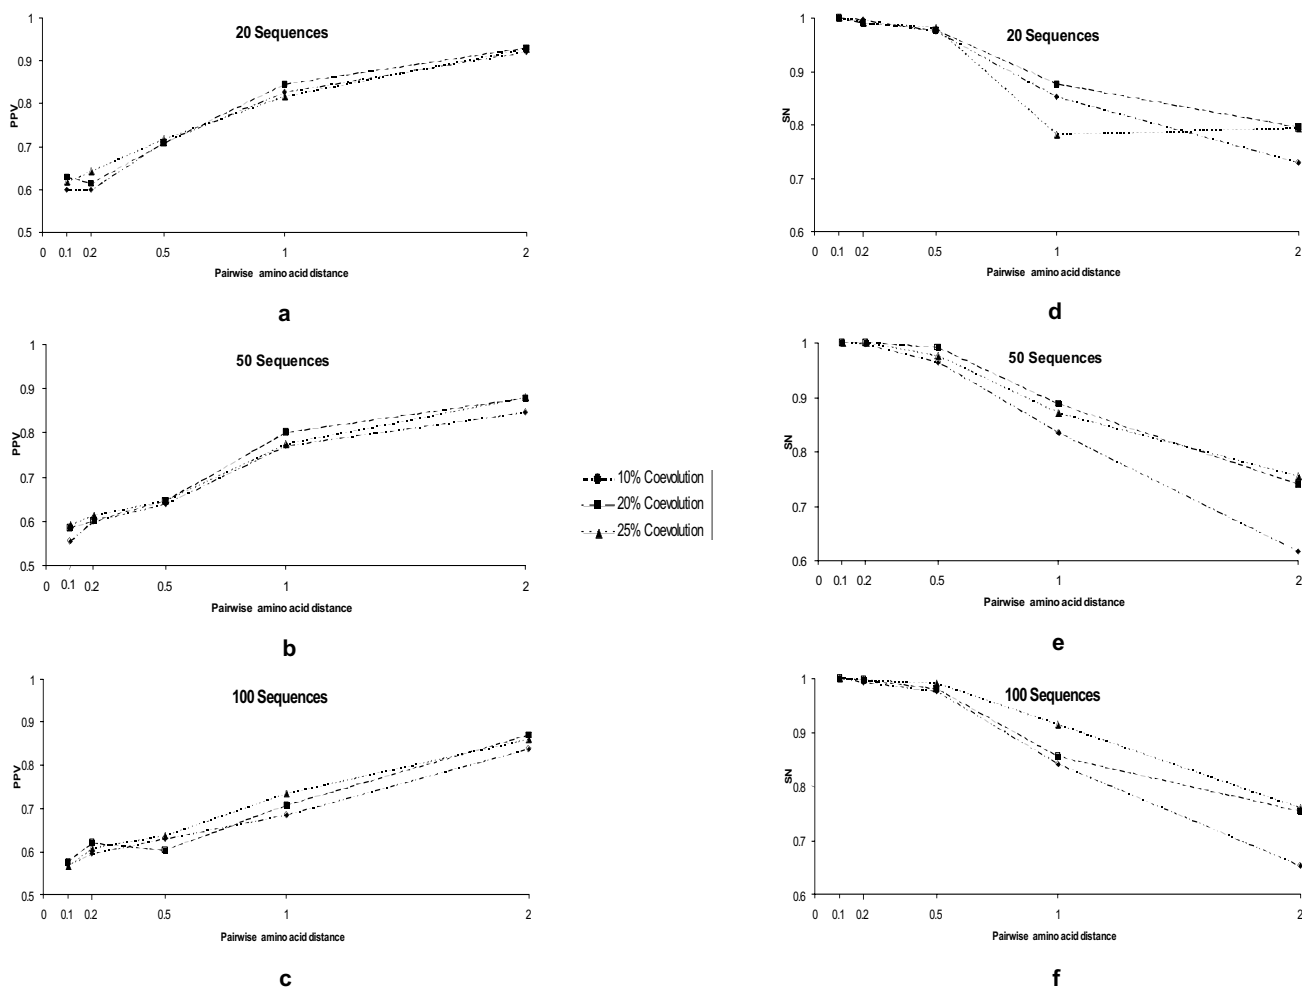 20 Sequences
1
0.9
0.8
0.7
0.6
0.5
PPV
0 0.1 0.2 0.5 1 2
Pairwise amino acid distance
a
50 Sequences
1
0.9
0.8
0.7
0.6
0.5
PPV
0 0.1 0.2 0.5 1 2
Pairwise amino acid distance
b
100 Sequences
1
0.9
0.8
0.7
0.6
0.5
PPV
0 0.1 0.2 0.5 1 2
Pairwise amino acid distance
c
10% Coevolution
20% Coevolution
25% Coevolution
20 Sequences
1
0.9
0.8
0.7
0.6
SN
0 0.1 0.2 0.5 1 2
Pairwise amino acid distance
d
50 Sequences
1
0.9
0.8
0.7
0.6
SN
0 0.1 0.2 0.5 1 2
Pairwise amino acid distance
e
100 Sequences
1
0.9
0.8
0.7
0.6
SN
0 0.1 0.2 0.5 1 2
Pairwise amino acid distance
f